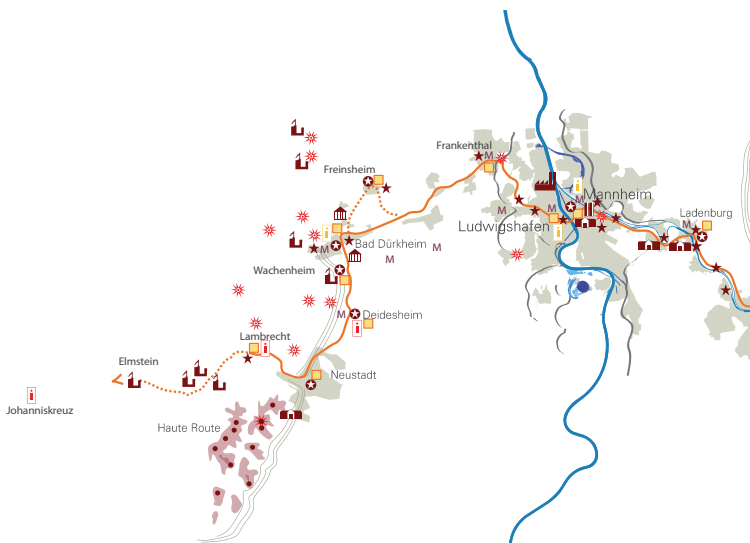 Frankenthal
M
Freinsheim
Mannheim
M
M
M
Ladenburg
M
Ludwigshafen
i
i
i
M
Bad Dürkheim
M
M
Wachenheim
M
Deidesheim
i
Lambrecht
i
Elmstein
Neustadt
i
Johanniskreuz
Haute Route